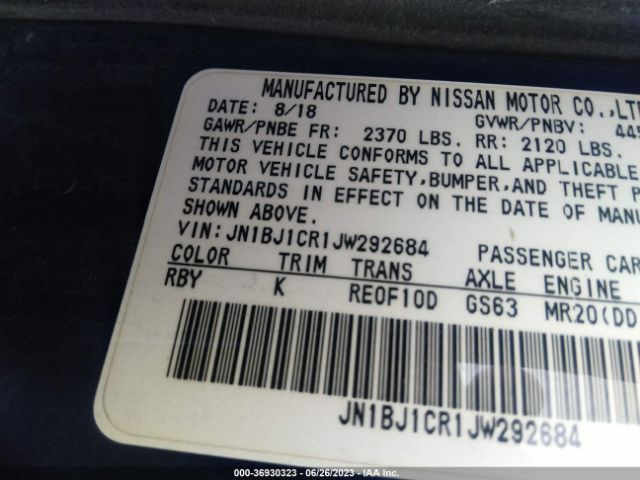 MANUFACTURED BY NISSAN MOTOR CO.,LTD
DATE: 8/18 GVWR/PNBV:
GAWR/PNBE FR: 2370 LBS. RR: 2120 LBS.
THIS VEHICLE CONFORMS TO ALL APPLICABLE
MOTOR VEHICLE SAFETY,BUMPER,AND THEFT
STANDARDS IN EFFECT ON THE DATE OF MANU
SHOWN ABOVE.
VIN:JN1BJ1CR1JW292684 PASSENGER CAR
COLOR TRIM TRANS AXLE ENGINE
RBY K RE0F10D GS63 MR20(DD)
JN1BJ1CR1JW292684
000-36930323 | 06/26/2023 - IAA Inc.